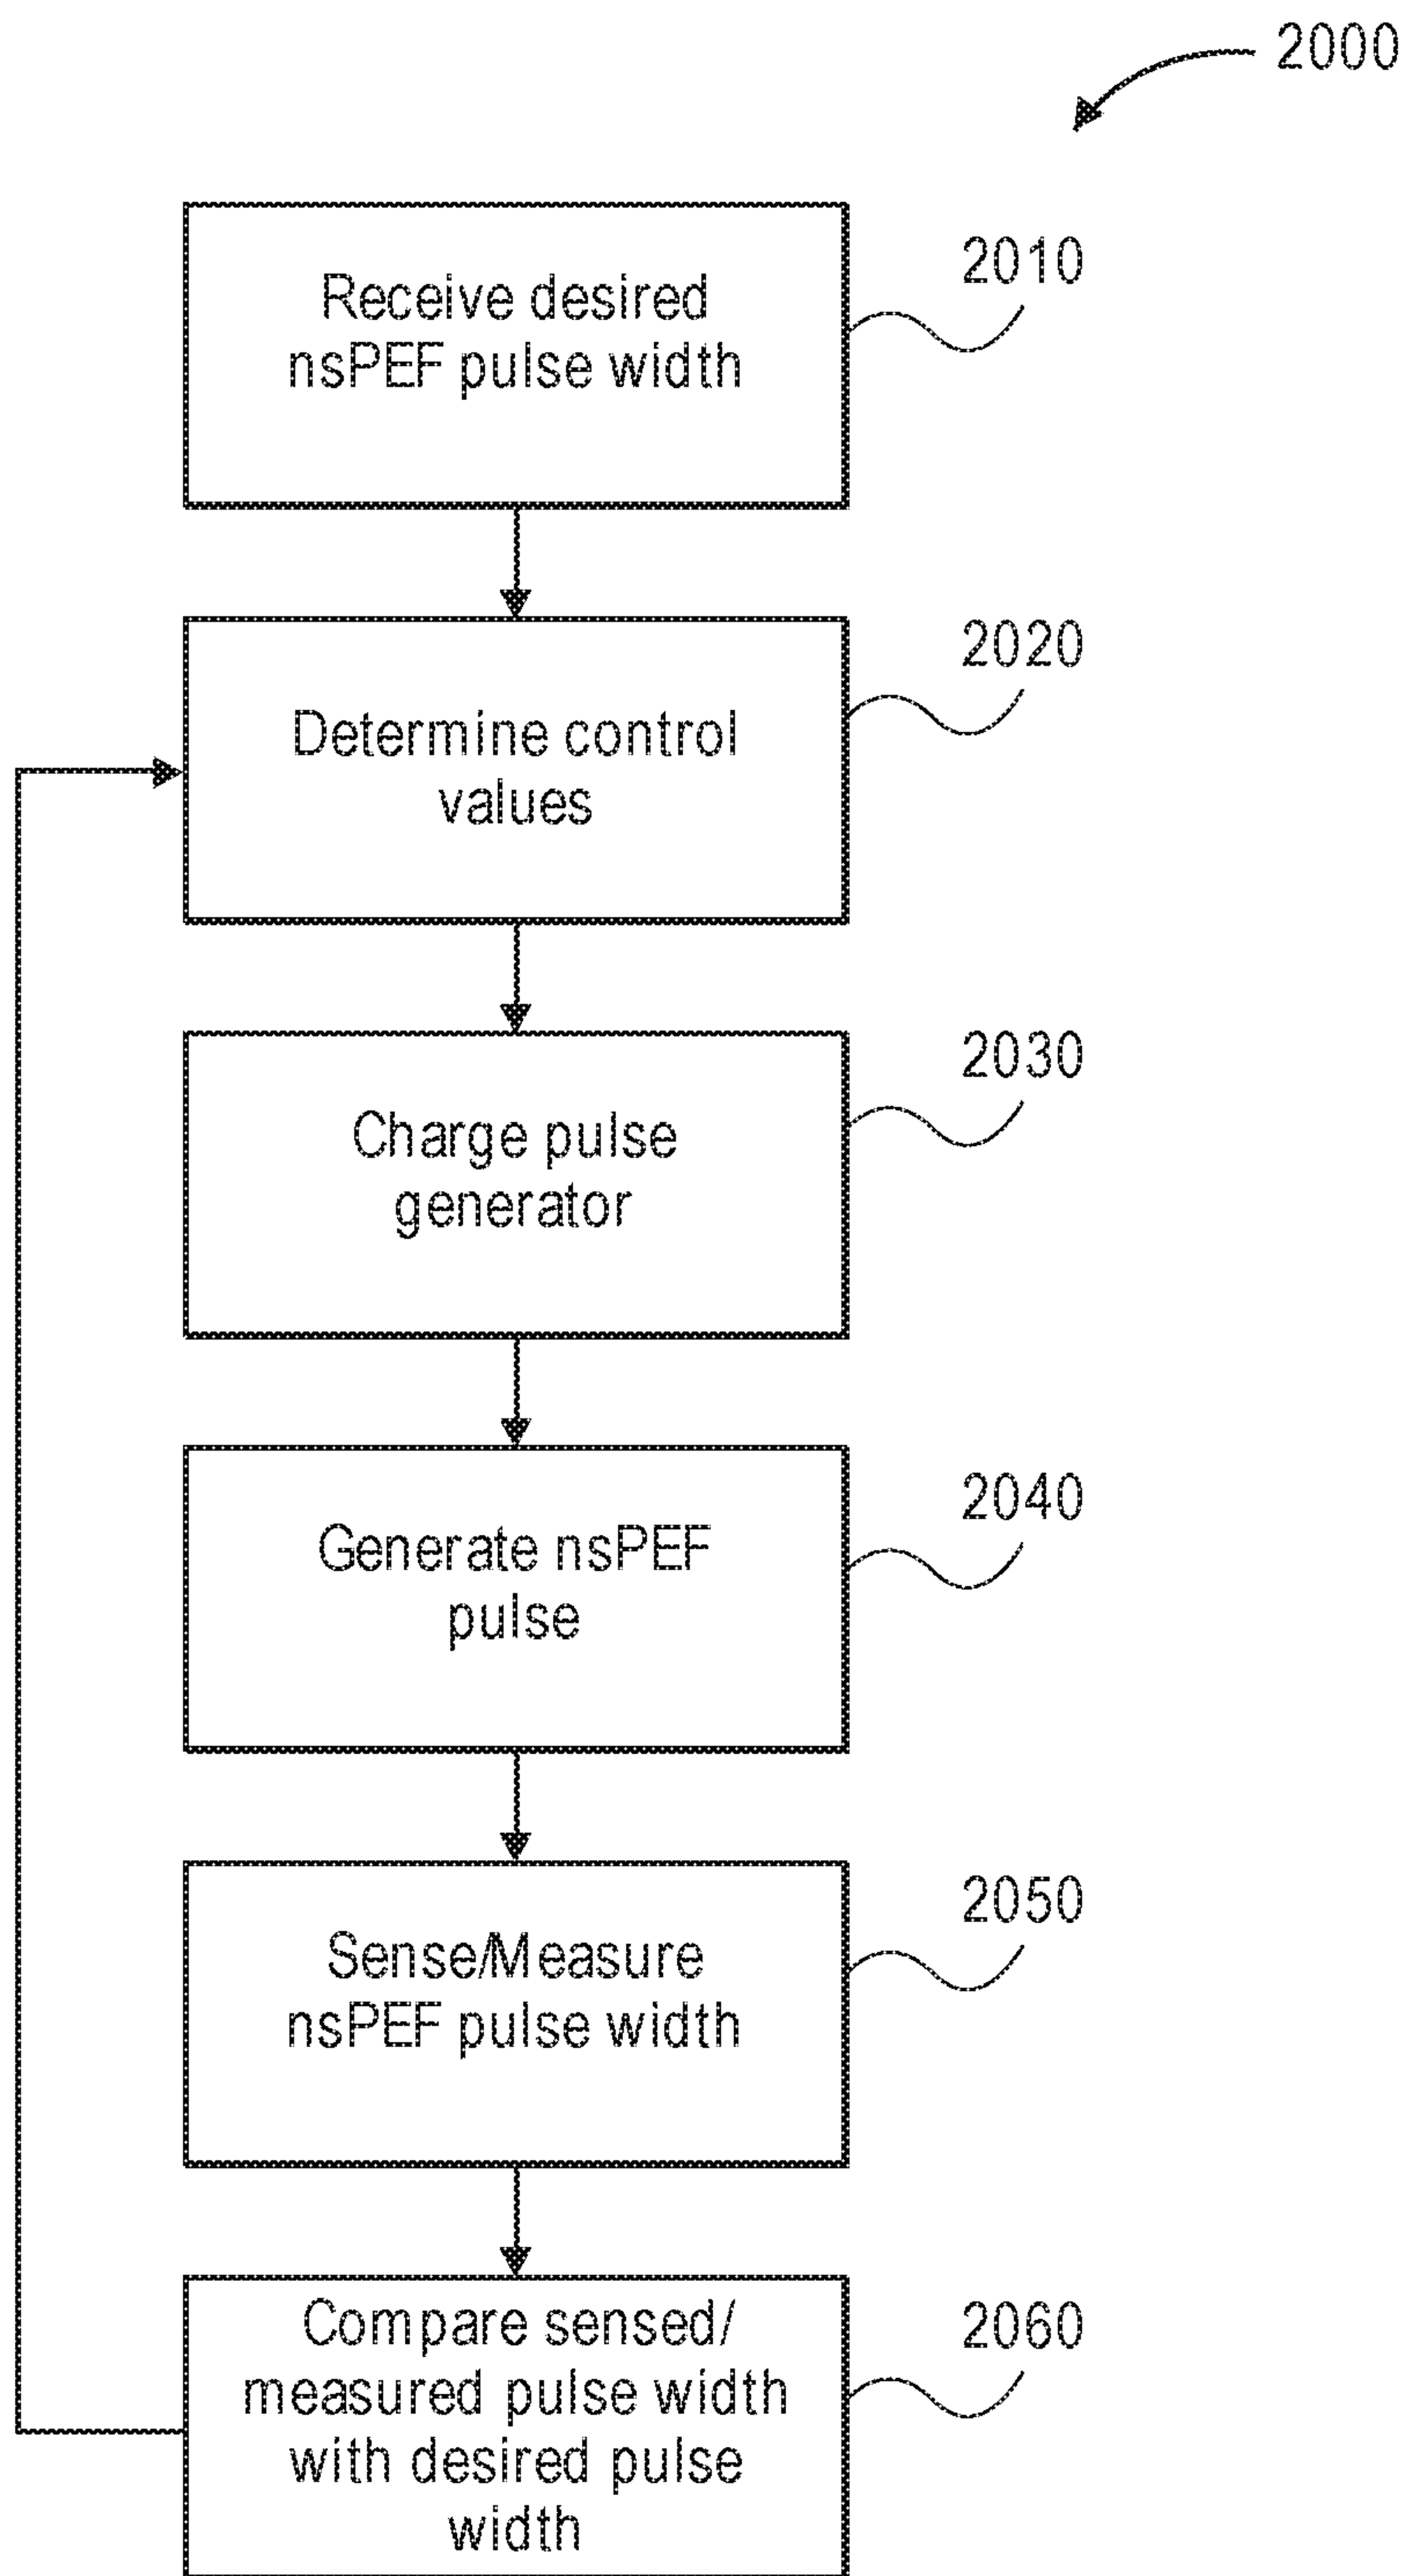 2000
Receive desired
nsPEF pulse width
2010
Determine control
values
2020
Charge pulse
generator
2030
Generate nsPEF
pulse
2040
Sense/Measure
nsPEF pulse width
2050
Compare sensed/
measured pulse width
with desired pulse
width
2060